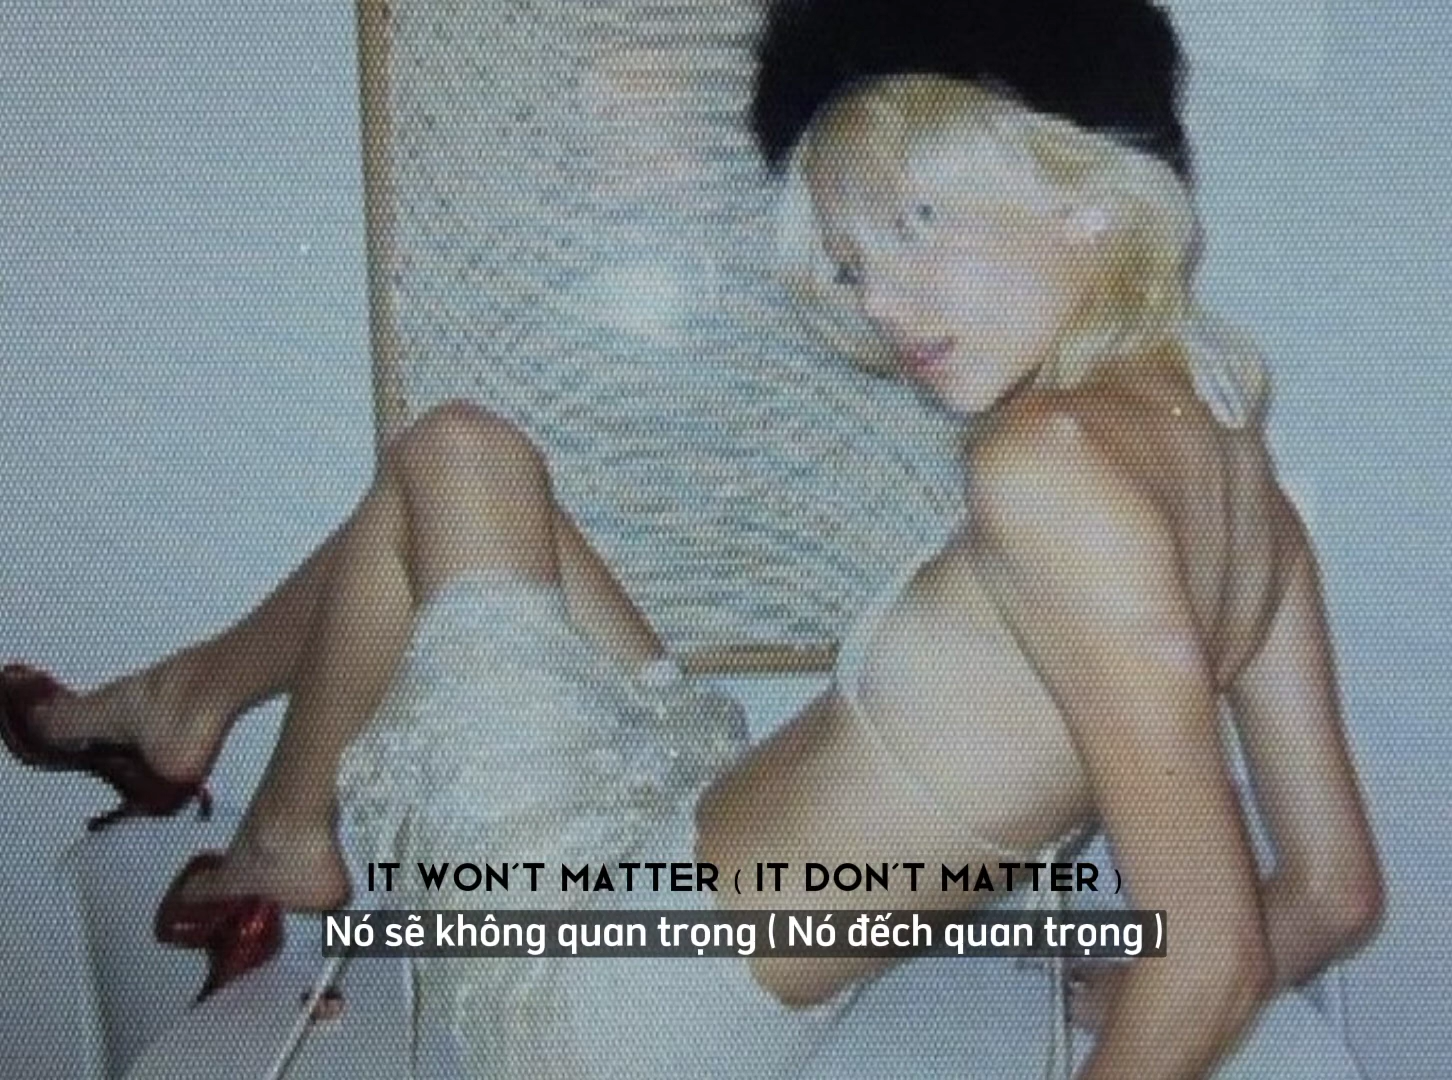 IT WON'T MATTER ( IT DON'T MATTER )
Nó sẽ không quan trọng ( Nó đếch quan trọng )